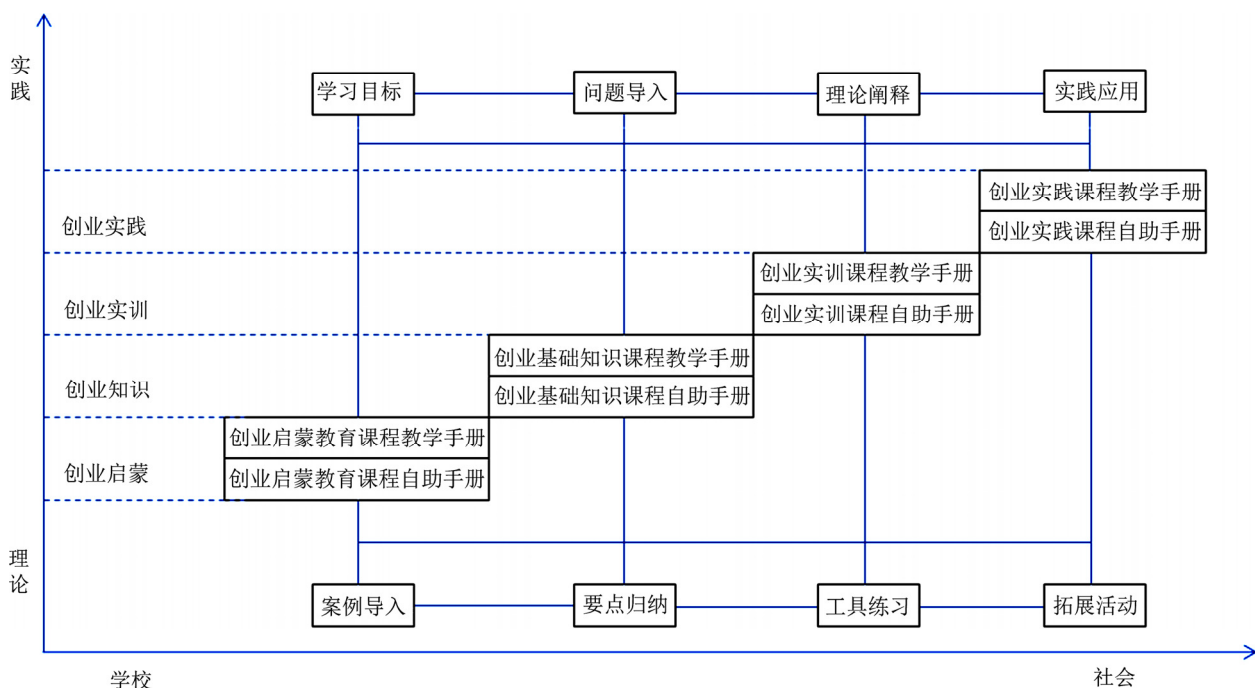 实践
学习目标
问题导入
理论阐释
实践应用
创业实践
创业实践课程教学手册
创业实践课程自助手册
创业实训
创业实训课程教学手册
创业实训课程自助手册
创业知识
创业基础知识课程教学手册
创业基础知识课程自助手册
创业启蒙
创业启蒙教育课程教学手册
创业启蒙教育课程自助手册
理论
案例导入
要点归纳
工具练习
拓展活动
学校
社会